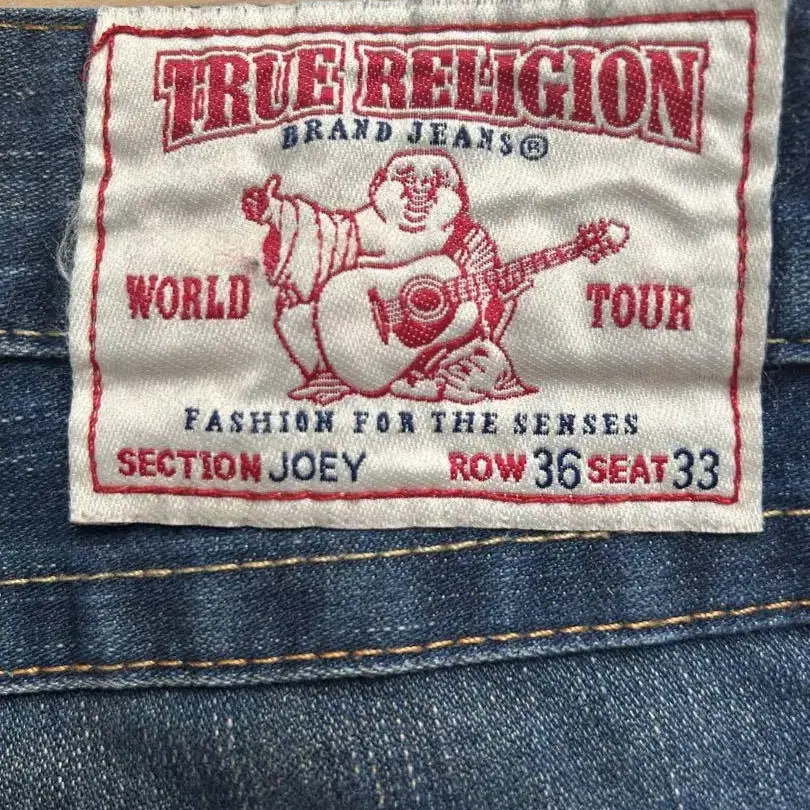 TRUE RELIGION
BRAND JEANS®
WORLD TOUR
FASHION FOR THE SENSES
SECTION JOEY ROW 36 SEAT 33